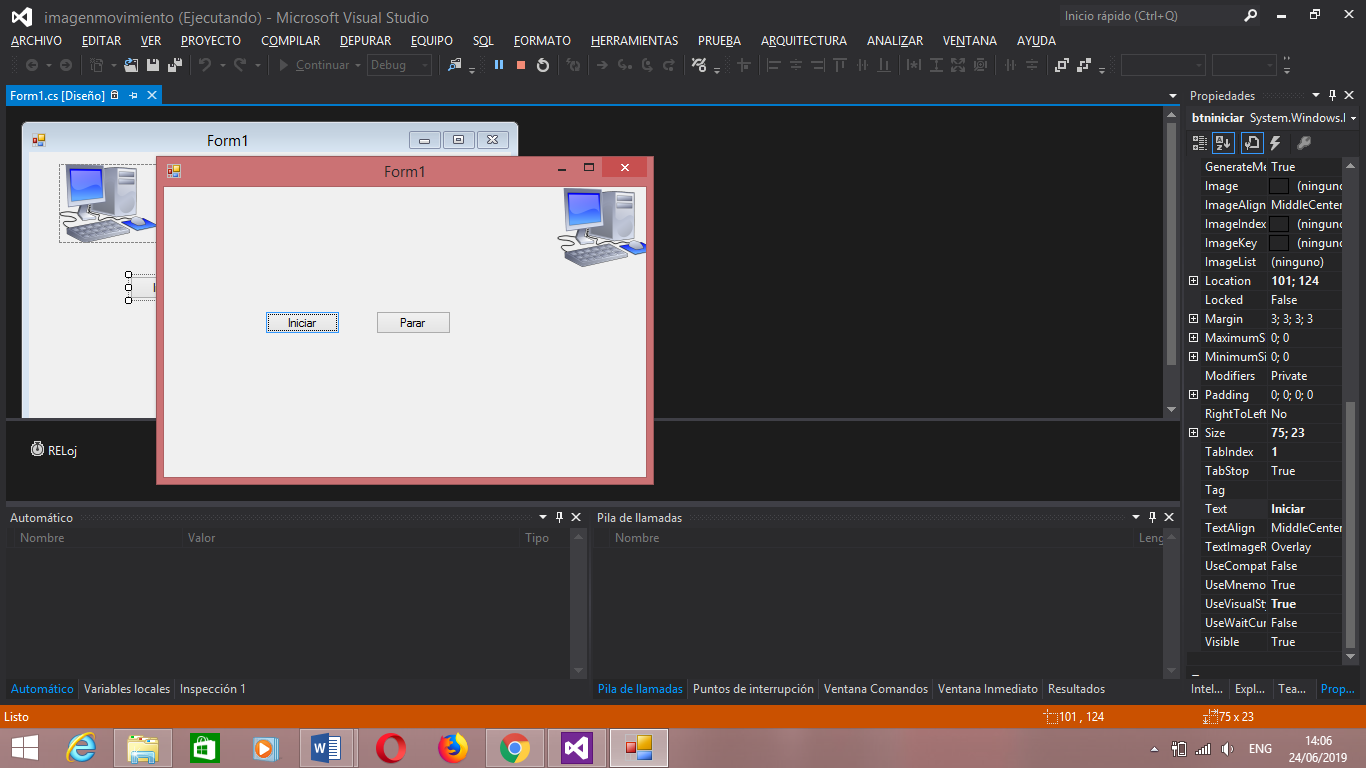 imagenmovimiento (Ejecutando) - Microsoft Visual Studio
Inicio rápido (Ctrl+Q)
ARCHIVO EDITAR VER PROYECTO COMPILAR DEPURAR EQUIPO SQL FORMATO HERRAMIENTAS PRUEBA ARQUITECTURA ANALIZAR VENTANA AYUDA
Continuar Debug
Form1.cs [Diseño]
Form1
Form1
Iniciar Parar
RELoj
Propiedades
btniniciar System.Windows.
GenerateMe True
Image (ninguno
ImageAlign MiddleCenter
ImageIndex (ninguno
ImageKey (ninguno
ImageList (ninguno)
Location 101; 124
Locked False
Margin 3; 3; 3; 3
MaximumS 0; 0
MinimumSi 0; 0
Modifiers Private
Padding 0; 0; 0; 0
RightToLeft No
Size 75; 23
TabIndex 1
TabStop True
Tag
Text Iniciar
TextAlign MiddleCenter
TextImageR Overlay
UseCompat False
UseMnemo True
UseVisualSt True
UseWaitCur False
Visible True
Automático
Nombre Valor Tipo
Pila de llamadas
Nombre Leng
Automático Variables locales Inspección 1
Pila de llamadas Puntos de interrupción Ventana Comandos Ventana Inmediato Resultados
Intel... Expl... Tea... Prop...
Listo
101 , 124
75 x 23
ENG
14:06
24/06/2019